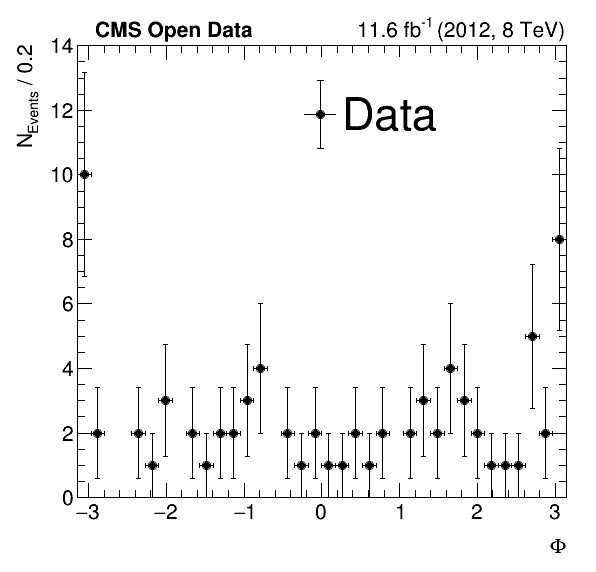 CMS Open Data 11.6 fb⁻¹ (2012, 8 TeV)
N_Events / 0.2
14
12
10
8
6
4
2
0
Data
−3 −2 −1 0 1 2 3
Φ